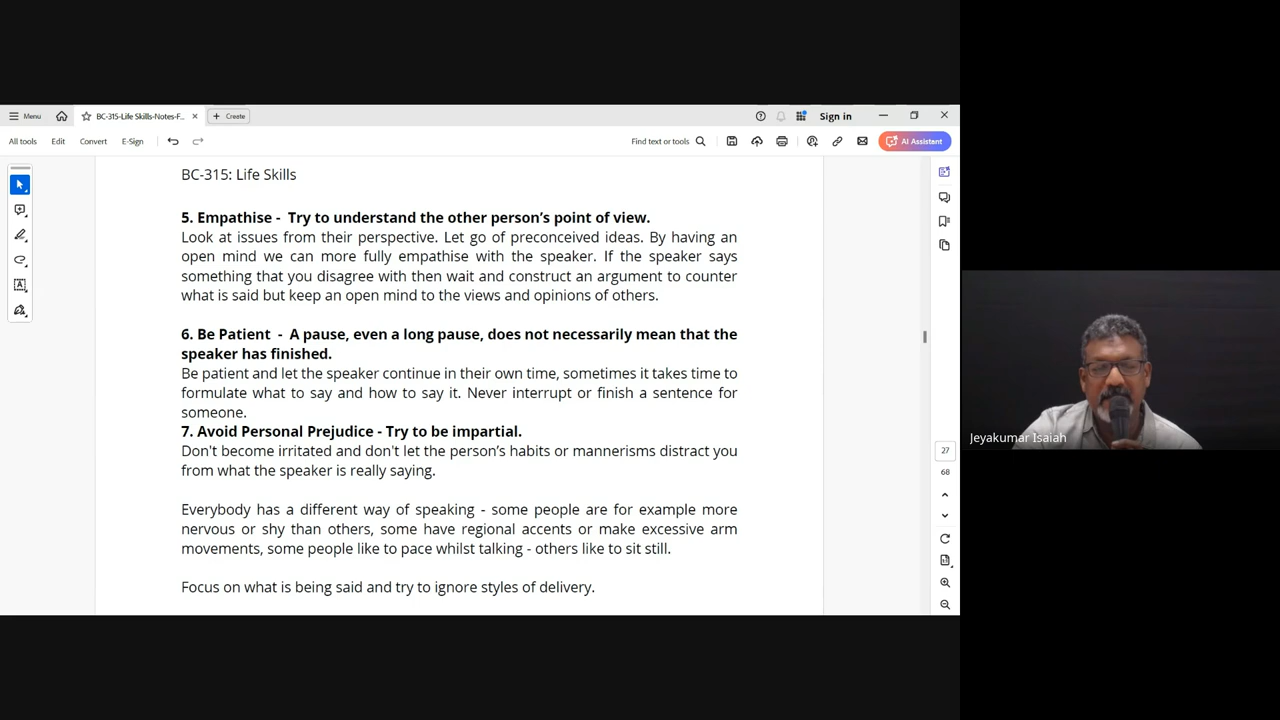 Menu
BC-315-Life Skills-Notes-F...
Create
Sign in
All tools
Edit
Convert
E-Sign
Find text or tools
AI Assistant
BC-315: Life Skills
5. Empathise -  Try to understand the other person’s point of view.
Look at issues from their perspective. Let go of preconceived ideas. By having an
open mind we can more fully empathise with the speaker. If the speaker says
something that you disagree with then wait and construct an argument to counter
what is said but keep an open mind to the views and opinions of others.
6. Be Patient  -  A pause, even a long pause, does not necessarily mean that the
speaker has finished.
Be patient and let the speaker continue in their own time, sometimes it takes time to
formulate what to say and how to say it. Never interrupt or finish a sentence for
someone.
7. Avoid Personal Prejudice - Try to be impartial.
Don't become irritated and don't let the person’s habits or mannerisms distract you
from what the speaker is really saying.
Everybody has a different way of speaking - some people are for example more
nervous or shy than others, some have regional accents or make excessive arm
movements, some people like to pace whilst talking - others like to sit still.
Focus on what is being said and try to ignore styles of delivery.
27
68
Jeyakumar Isaiah